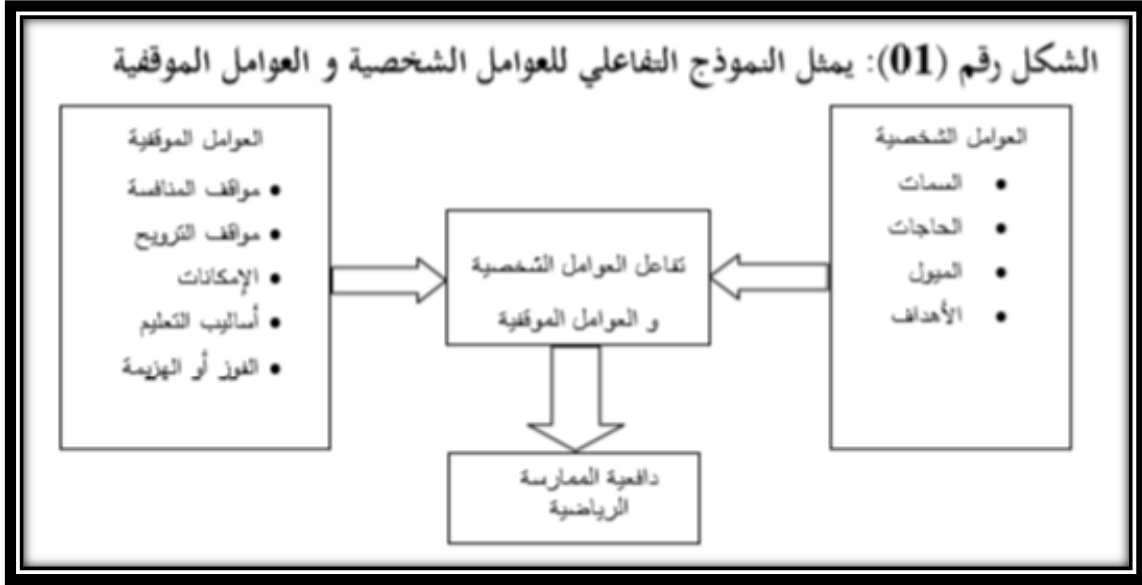 الشكل رقم (01): يمثل النموذج التفاعلي للعوامل الشخصية و العوامل الموقفية
العوامل الشخصية
• السمات
• الحاجات
• الميول
• الأهداف
تفاعل العوامل الشخصية
و العوامل الموقفية
العوامل الموقفية
• مواقف المنافسة
• مواقف الترويح
• الإمكانات
• أساليب التعليم
• الفوز أو الهزيمة
دافعية الممارسة
الرياضية